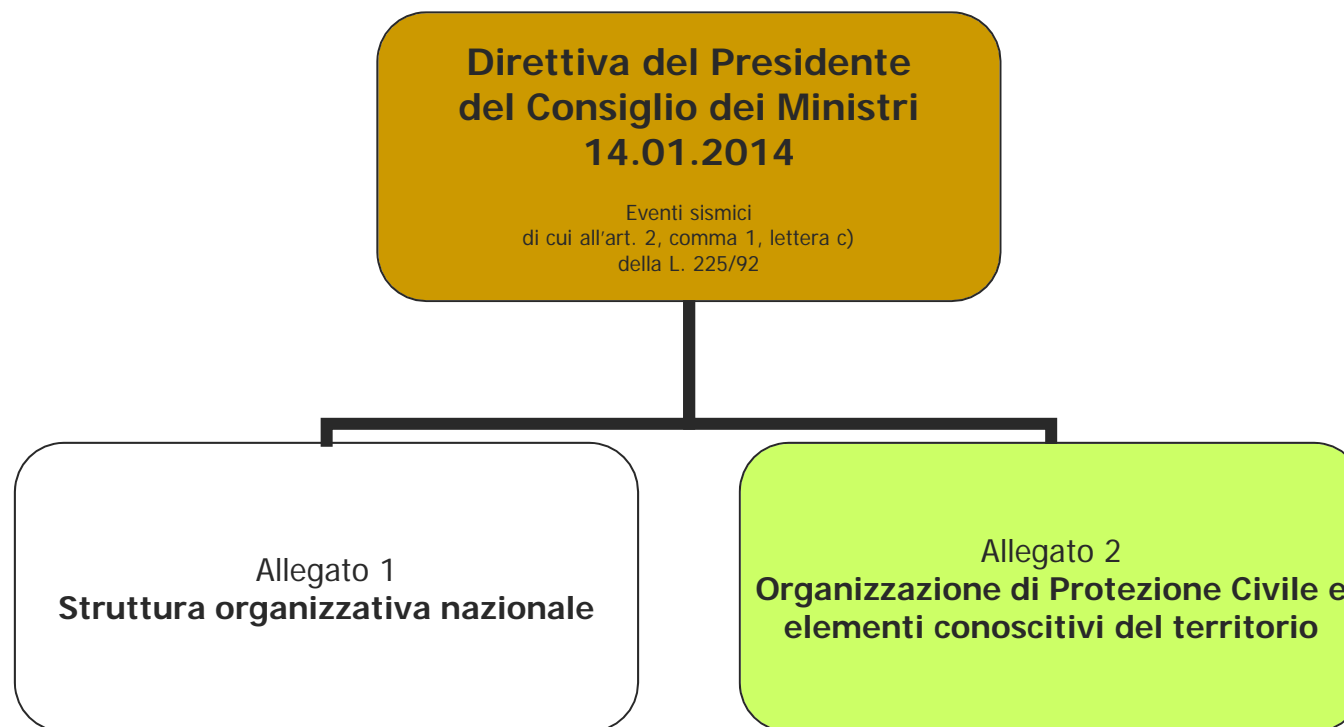 Direttiva del Presidente
del Consiglio dei Ministri
14.01.2014
Eventi sismici
di cui all'art. 2, comma 1, lettera c)
della L. 225/92
Allegato 1
Struttura organizzativa nazionale
Allegato 2
Organizzazione di Protezione Civile e
elementi conoscitivi del territorio